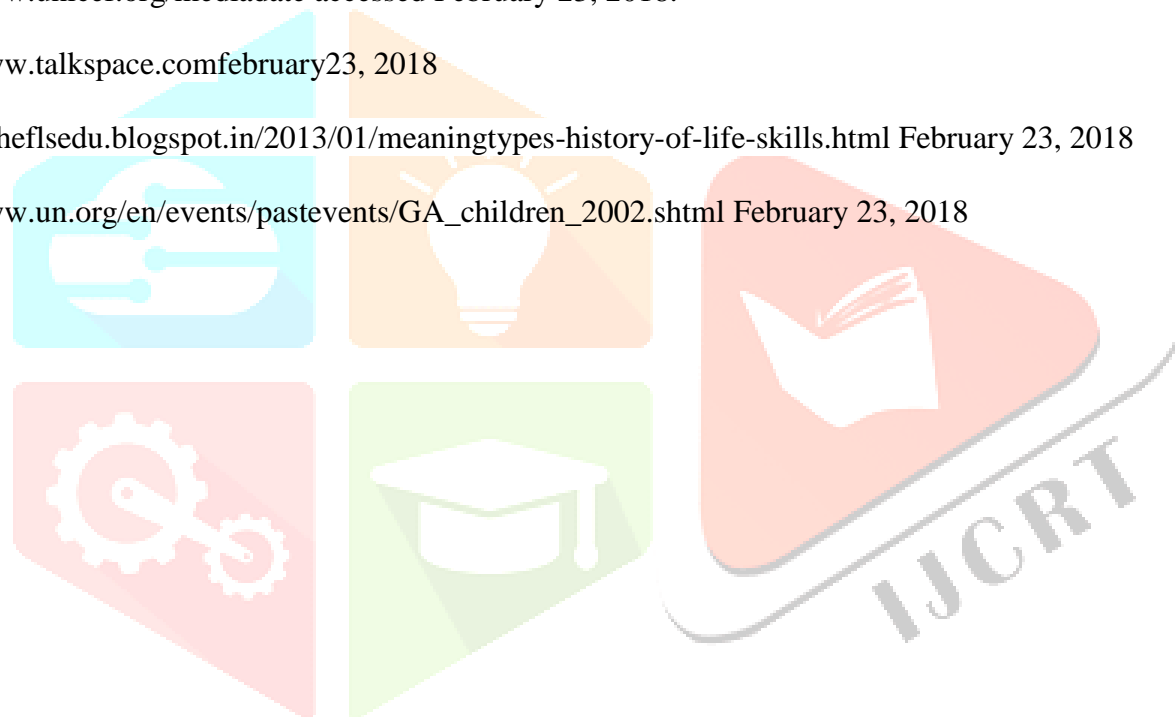 ww.talkspace.comfebruary23, 2018
heflsedu.blogspot.in/2013/01/meaningtypes-history-of-life-skills.html February 23, 2018
ww.un.org/en/events/pastevents/GA_children_2002.shtml February 23, 2018
IJCRT